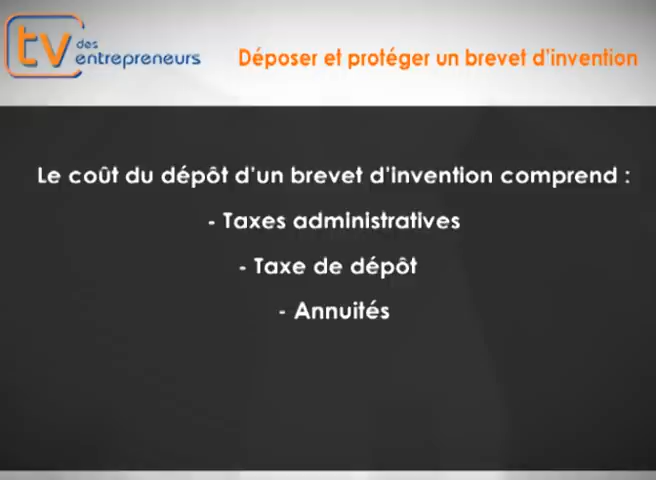 tv des entrepreneurs
Déposer et protéger un brevet d'invention
Le coût du dépôt d'un brevet d'invention comprend :
- Taxes administratives
- Taxe de dépôt
- Annuités